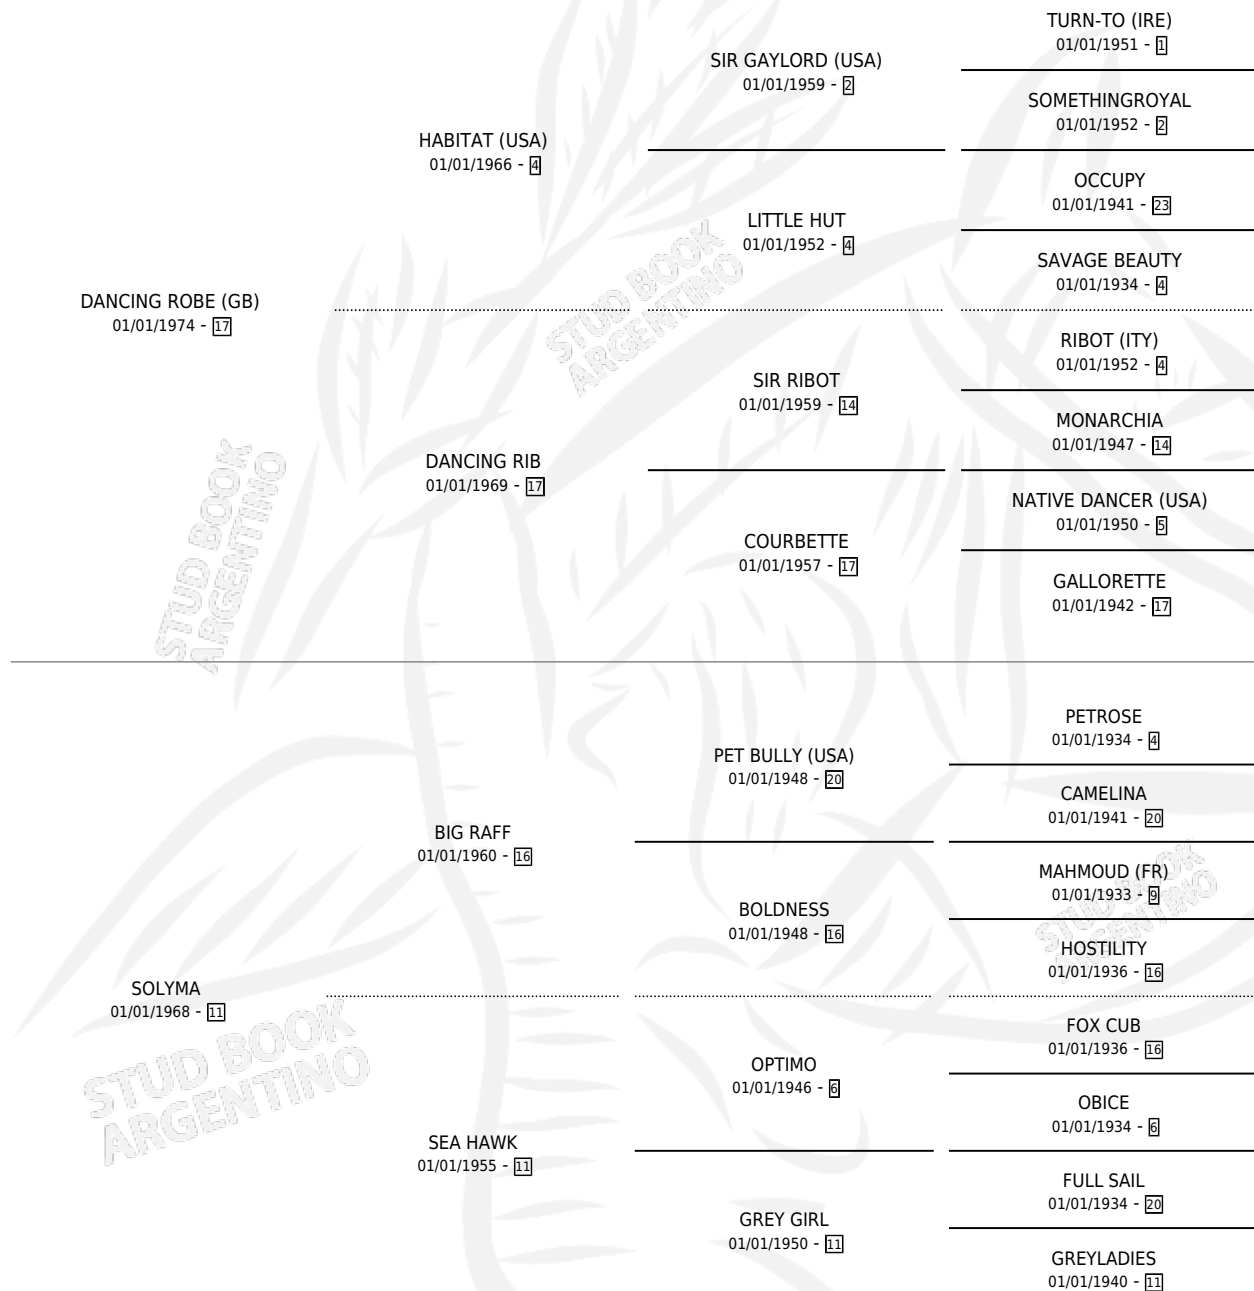 TURN-TO (IRE)
01/01/1951 - 1
SIR GAYLORD (USA)
01/01/1959 - 2
SOMETHINGROYAL
01/01/1952 - 2
HABITAT (USA)
01/01/1966 - 4
OCCUPY
01/01/1941 - 23
LITTLE HUT
01/01/1952 - 4
SAVAGE BEAUTY
01/01/1934 - 4
DANCING ROBE (GB)
01/01/1974 - 17
RIBOT (ITY)
01/01/1952 - 4
SIR RIBOT
01/01/1959 - 14
MONARCHIA
01/01/1947 - 14
DANCING RIB
01/01/1969 - 17
NATIVE DANCER (USA)
01/01/1950 - 5
COURBETTE
01/01/1957 - 17
GALLORETTE
01/01/1942 - 17
PETROSE
01/01/1934 - 4
PET BULLY (USA)
01/01/1948 - 20
CAMELINA
01/01/1941 - 20
BIG RAFF
01/01/1960 - 16
MAHMOUD (FR)
01/01/1933 - 9
BOLDNESS
01/01/1948 - 16
HOSTILITY
01/01/1936 - 16
SOLYMA
01/01/1968 - 11
FOX CUB
01/01/1936 - 16
OPTIMO
01/01/1946 - 6
OBICE
01/01/1934 - 6
SEA HAWK
01/01/1955 - 11
FULL SAIL
01/01/1934 - 20
GREY GIRL
01/01/1950 - 11
GREYLADIES
01/01/1940 - 11
STUD BOOK
ARGENTINO
STUD BOOK
ARGENTINO
STUD BOOK
ARGENTINO
STUD BOOK
ARGENTINO